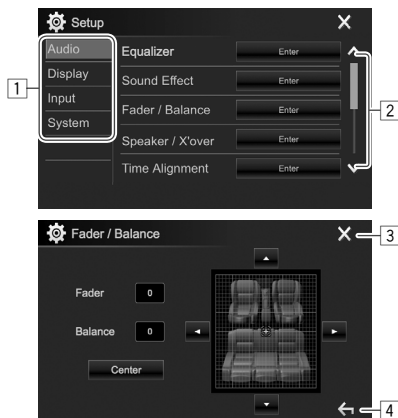 Setup
Audio
Display
Input
System
Equalizer Enter
Sound Effect Enter
Fader / Balance Enter
Speaker / X'over Enter
Time Alignment Enter
1
2
Fader / Balance
3
Fader 0
Balance 0
Center
4